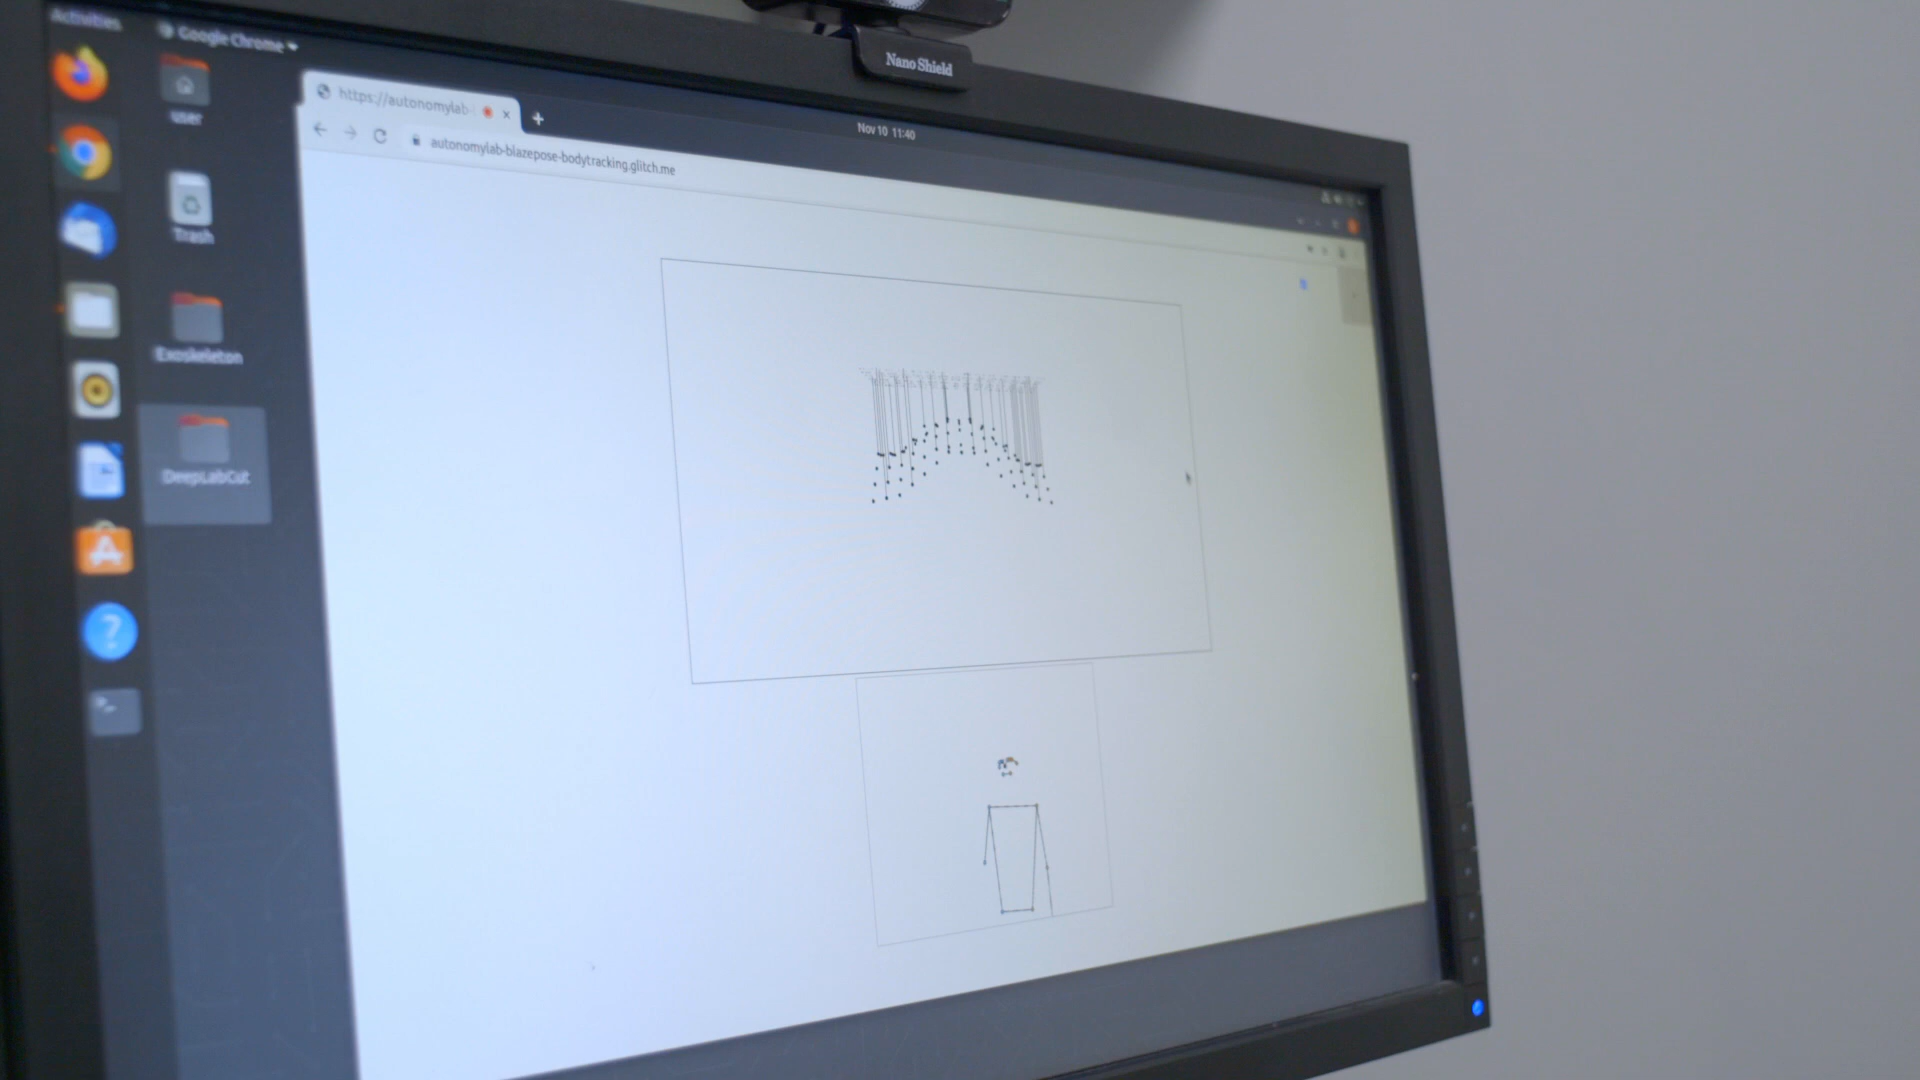 Activities
Google Chrome
Nano Shield
user
https://autonomylab-
Nov 10 11:40
autonomylab-blazepose-bodytracking.glitch.me
Trash
Exoskeleton
DeepLabCut